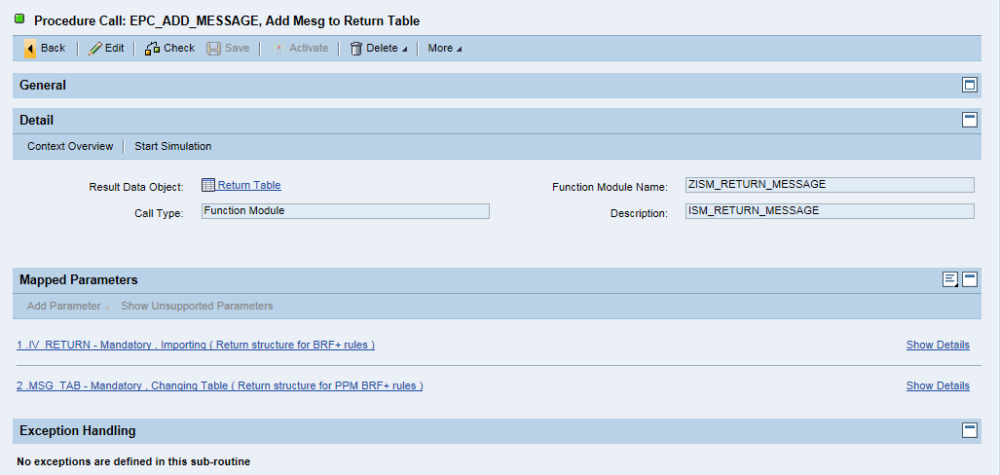 Procedure Call: EPC_ADD_MESSAGE, Add Mesg to Return Table
Back Edit Check Save Activate Delete More
General
Detail
Context Overview Start Simulation
Result Data Object: Return Table Function Module Name: ZISM_RETURN_MESSAGE
Call Type: Function Module Description: ISM_RETURN_MESSAGE
Mapped Parameters
Add Parameter Show Unsupported Parameters
1 .IV_RETURN - Mandatory , Importing ( Return structure for BRF+ rules ) Show Details
2 .MSG_TAB - Mandatory , Changing Table ( Return structure for PPM BRF+ rules ) Show Details
Exception Handling
No exceptions are defined in this sub-routine